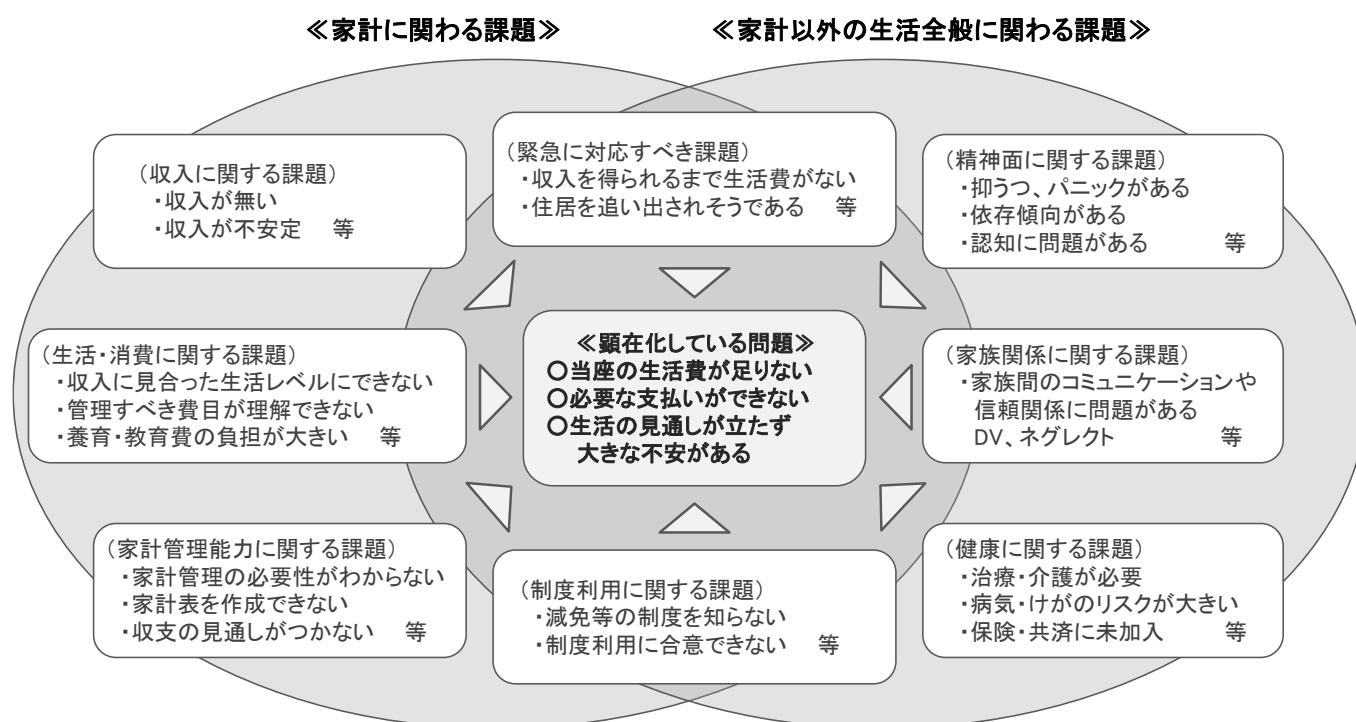 ≪家計に関わる課題≫
≪家計以外の生活全般に関わる課題≫
（収入に関する課題）
・収入が無い
・収入が不安定　等
（緊急に対応すべき課題）
・収入を得られるまで生活費がない
・住居を追い出されそうである　等
（精神面に関する課題）
・抑うつ、パニックがある
・依存傾向がある
・認知に問題がある　等
（生活・消費に関する課題）
・収入に見合った生活レベルにできない
・管理すべき費目が理解できない
・養育・教育費の負担が大きい　等
≪顕在化している問題≫
〇当座の生活費が足りない
〇必要な支払いができない
〇生活の見通しが立たず
大きな不安がある
（家族関係に関する課題）
・家族間のコミュニケーションや
信頼関係に問題がある
DV、ネグレクト　等
（家計管理能力に関する課題）
・家計管理の必要性がわからない
・家計表を作成できない
・収支の見通しがつかない　等
（制度利用に関する課題）
・減免等の制度を知らない
・制度利用に合意できない　等
（健康に関する課題）
・治療・介護が必要
・病気・けがのリスクが大きい
・保険・共済に未加入　等